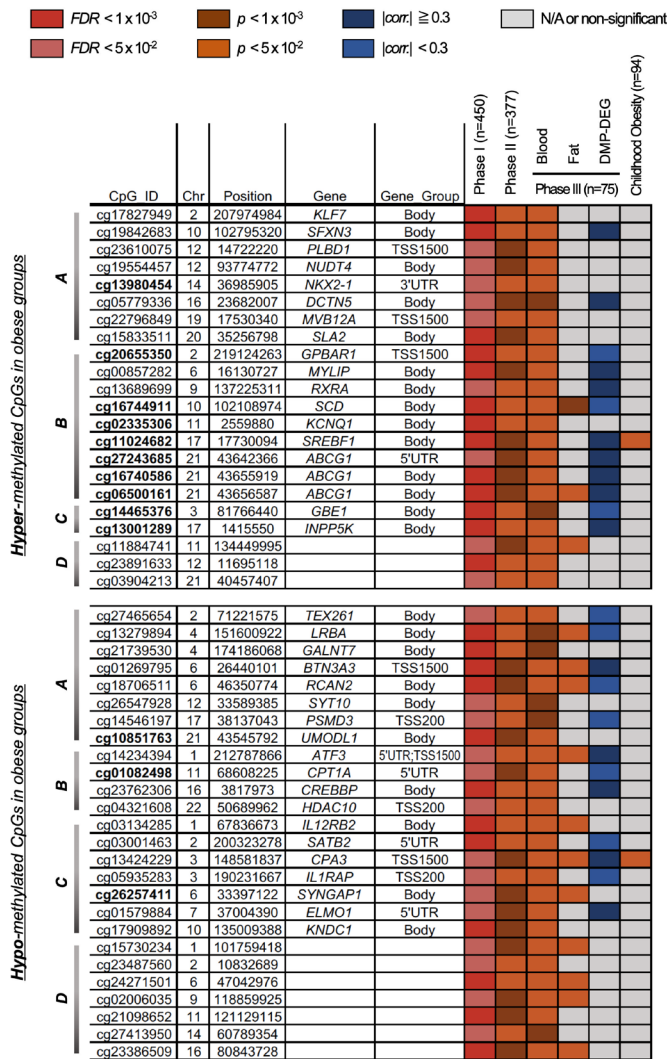 FDR < 1 x 10⁻³ p < 1 x 10⁻³ |corr.| ≧ 0.3 N/A or non-significant
FDR < 5 x 10⁻² p < 5 x 10⁻² |corr.| < 0.3
Phase I (n=450)
Phase II (n=377)
Blood
Fat
DMP-DEG
Phase III (n=75)
Childhood Obesity (n=94)
CpG_ID Chr Position Gene Gene_Group
Hyper-methylated CpGs in obese groups
A
cg17827949 2 207974984 KLF7 Body
cg19842683 10 102795320 SFXN3 Body
cg23610075 12 14722220 PLBD1 TSS1500
cg19554457 12 93774772 NUDT4 Body
cg13980454 14 36985905 NKX2-1 3'UTR
cg05779336 16 23682007 DCTN5 Body
cg22796849 19 17530340 MVB12A TSS1500
cg15833511 20 35256798 SLA2 Body
B
cg20655350 2 219124263 GPBAR1 TSS1500
cg00857282 6 16130727 MYLIP Body
cg13689699 9 137225311 RXRA Body
cg16744911 10 102108974 SCD Body
cg02335306 11 2559880 KCNQ1 Body
cg11024682 17 17730094 SREBF1 Body
cg27243685 21 43642366 ABCG1 5'UTR
cg16740586 21 43655919 ABCG1 Body
cg06500161 21 43656587 ABCG1 Body
C
cg14465376 3 81766440 GBE1 Body
cg13001289 17 1415550 INPP5K Body
D
cg11884741 11 134449995
cg23891633 12 11695118
cg03904213 21 40457407
Hypo-methylated CpGs in obese groups
A
cg27465654 2 71221575 TEX261 Body
cg13279894 4 151600922 LRBA Body
cg21739530 4 174186068 GALNT7 Body
cg01269795 6 26440101 BTN3A3 TSS1500
cg18706511 6 46350774 RCAN2 Body
cg26547928 12 33589385 SYT10 Body
cg14546197 17 38137043 PSMD3 TSS200
cg10851763 21 43545792 UMODL1 Body
B
cg14234394 1 212787866 ATF3 5'UTR;TSS1500
cg01082498 11 68608225 CPT1A 5'UTR
cg23762306 16 3817973 CREBBP Body
cg04321608 22 50689962 HDAC10 TSS200
C
cg03134285 1 67836673 IL12RB2 Body
cg03001463 2 200323278 SATB2 5'UTR
cg13424229 3 148581837 CPA3 TSS1500
cg05935283 3 190231667 IL1RAP TSS200
cg26257411 6 33397122 SYNGAP1 Body
cg01579884 7 37004390 ELMO1 5'UTR
cg17909892 10 135009388 KNDC1 Body
D
cg15730234 1 101759418
cg23487560 2 10832689
cg24271501 6 47042976
cg02006035 9 118859925
cg21098652 11 121129115
cg27413950 14 60789354
cg23386509 16 80843728